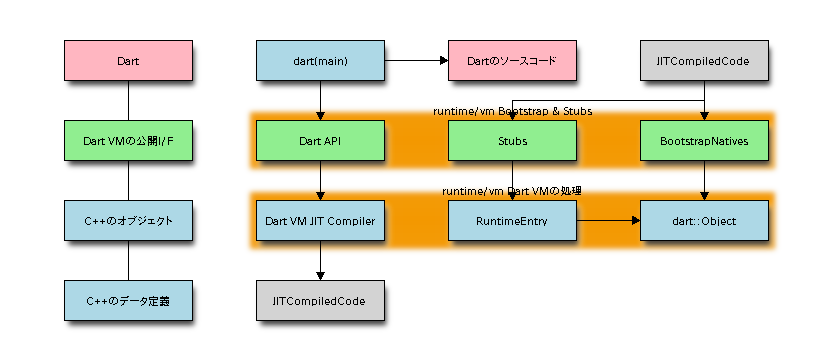 Dart
dart(main)
Dartのソースコード
JITCompiledCode
runtime/vm Bootstrap & Stubs
Dart VMの公開I/F
Dart API
Stubs
BootstrapNatives
runtime/vm Dart VMの処理
C++のオブジェクト
Dart VM JIT Compiler
RuntimeEntry
dart::Object
C++のデータ定義
JITCompiledCode